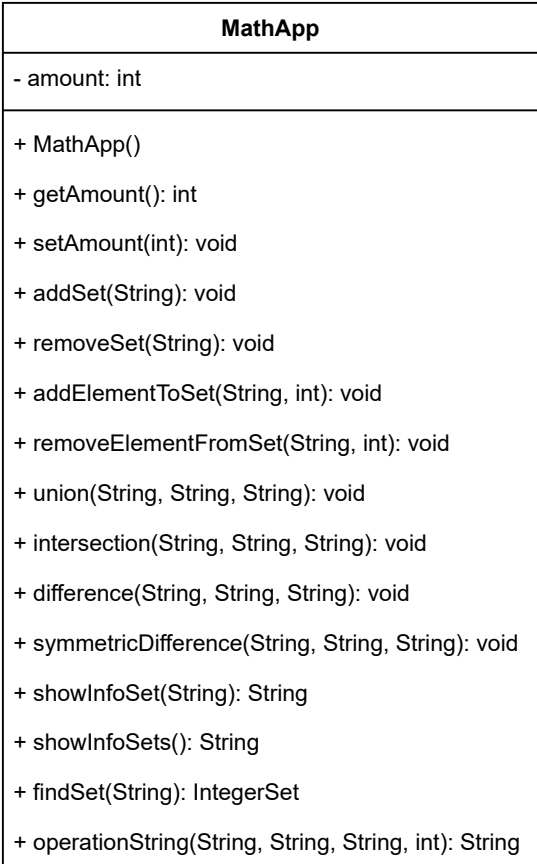 MathApp
- amount: int
+ MathApp()
+ getAmount(): int
+ setAmount(int): void
+ addSet(String): void
+ removeSet(String): void
+ addElementToSet(String, int): void
+ removeElementFromSet(String, int): void
+ union(String, String, String): void
+ intersection(String, String, String): void
+ difference(String, String, String): void
+ symmetricDifference(String, String, String): void
+ showInfoSet(String): String
+ showInfoSets(): String
+ findSet(String): IntegerSet
+ operationString(String, String, String, int): String